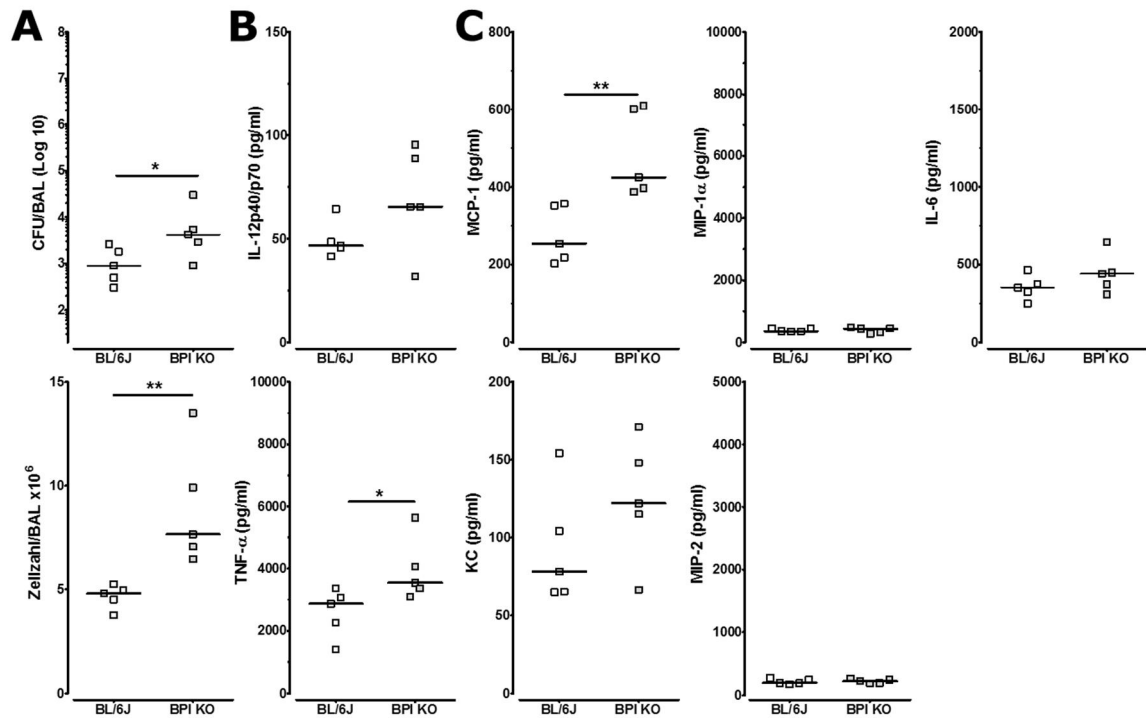 A
CFU/BAL (Log 10)
8
7
6
5
4
3
2
*
BL/6J BPI KO
B
IL-12p40/p70 (pg/ml)
150
100
50
0
BL/6J BPI KO
C
MCP-1 (pg/ml)
800
600
400
200
0
**
BL/6J BPI KO
MIP-1α (pg/ml)
10000
8000
6000
4000
2000
0
BL/6J BPI KO
IL-6 (pg/ml)
2000
1500
1000
500
0
BL/6J BPI KO
Zellzahl/BAL x10⁶
15
10
5
0
**
BL/6J BPI KO
TNF-α (pg/ml)
10000
8000
6000
4000
2000
0
*
BL/6J BPI KO
KC (pg/ml)
200
150
100
50
0
BL/6J BPI KO
MIP-2 (pg/ml)
5000
4000
3000
2000
1000
0
BL/6J BPI KO